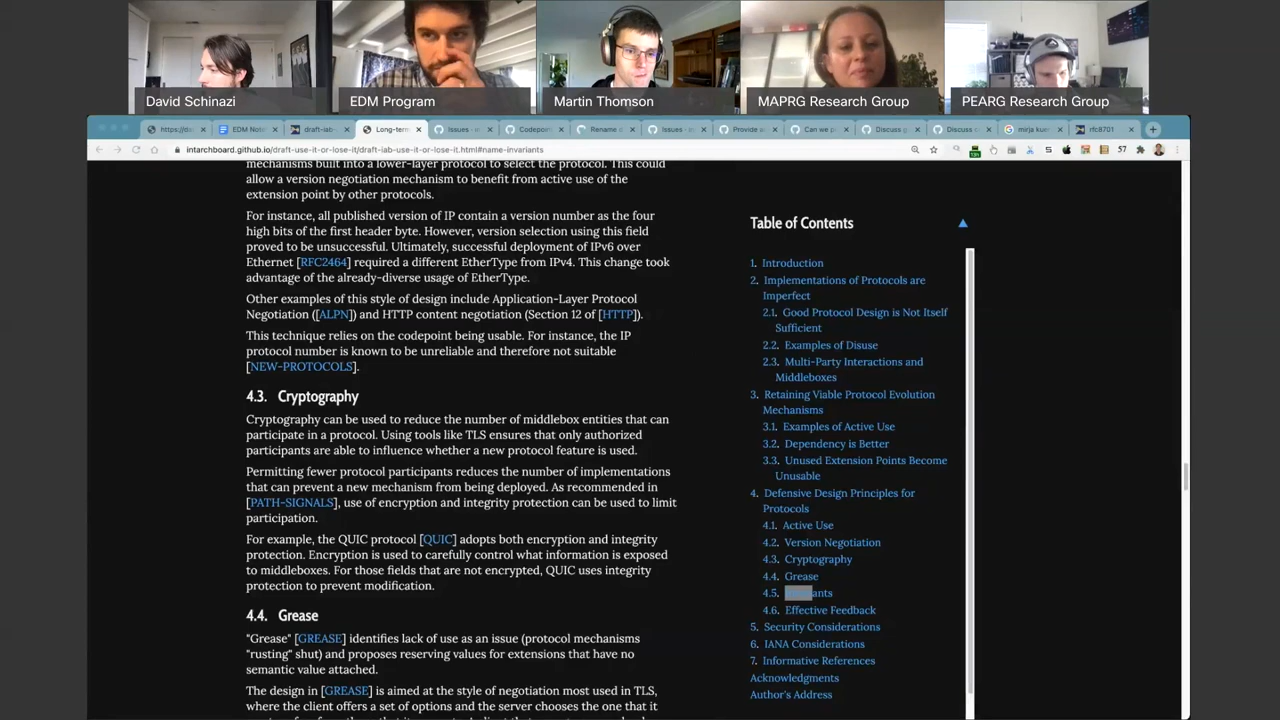 David Schinazi
EDM Program
Martin Thomson
MAPRG Research Group
PEARG Research Group
https://da
EDM Not
draft-iab-
Long-term
Issues
Codepoi
Rename d
Issues
Provide s
Can we p
Discuss g
Discuss c
mirja kue
rfc8701
intarchboard.github.io/draft-use-it-or-lose-it/draft-iab-use-it-or-lose-it.html#name-invariants
57
mechanisms built into a lower-layer protocol to select the protocol. This could
allow a version negotiation mechanism to benefit from active use of the
extension point by other protocols.
For instance, all published version of IP contain a version number as the four
high bits of the first header byte. However, version selection using this field
proved to be unsuccessful. Ultimately, successful deployment of IPv6 over
Ethernet [RFC2464] required a different EtherType from IPv4. This change took
advantage of the already-diverse usage of EtherType.
Other examples of this style of design include Application-Layer Protocol
Negotiation ([ALPN]) and HTTP content negotiation (Section 12 of [HTTP]).
This technique relies on the codepoint being usable. For instance, the IP
protocol number is known to be unreliable and therefore not suitable
[NEW-PROTOCOLS].
4.3. Cryptography
Cryptography can be used to reduce the number of middlebox entities that can
participate in a protocol. Using tools like TLS ensures that only authorized
participants are able to influence whether a new protocol feature is used.
Permitting fewer protocol participants reduces the number of implementations
that can prevent a new mechanism from being deployed. As recommended in
[PATH-SIGNALS], use of encryption and integrity protection can be used to limit
participation.
For example, the QUIC protocol [QUIC] adopts both encryption and integrity
protection. Encryption is used to carefully control what information is exposed
to middleboxes. For those fields that are not encrypted, QUIC uses integrity
protection to prevent modification.
4.4. Grease
"Grease" [GREASE] identifies lack of use as an issue (protocol mechanisms
"rusting" shut) and proposes reserving values for extensions that have no
semantic value attached.
The design in [GREASE] is aimed at the style of negotiation most used in TLS,
where the client offers a set of options and the server chooses the one that it
Table of Contents
1. Introduction
2. Implementations of Protocols are
Imperfect
2.1. Good Protocol Design is Not Itself
Sufficient
2.2. Examples of Disuse
2.3. Multi-Party Interactions and
Middleboxes
3. Retaining Viable Protocol Evolution
Mechanisms
3.1. Examples of Active Use
3.2. Dependency is Better
3.3. Unused Extension Points Become
Unusable
4. Defensive Design Principles for
Protocols
4.1. Active Use
4.2. Version Negotiation
4.3. Cryptography
4.4. Grease
4.5. Invariants
4.6. Effective Feedback
5. Security Considerations
6. IANA Considerations
7. Informative References
Acknowledgments
Author's Address